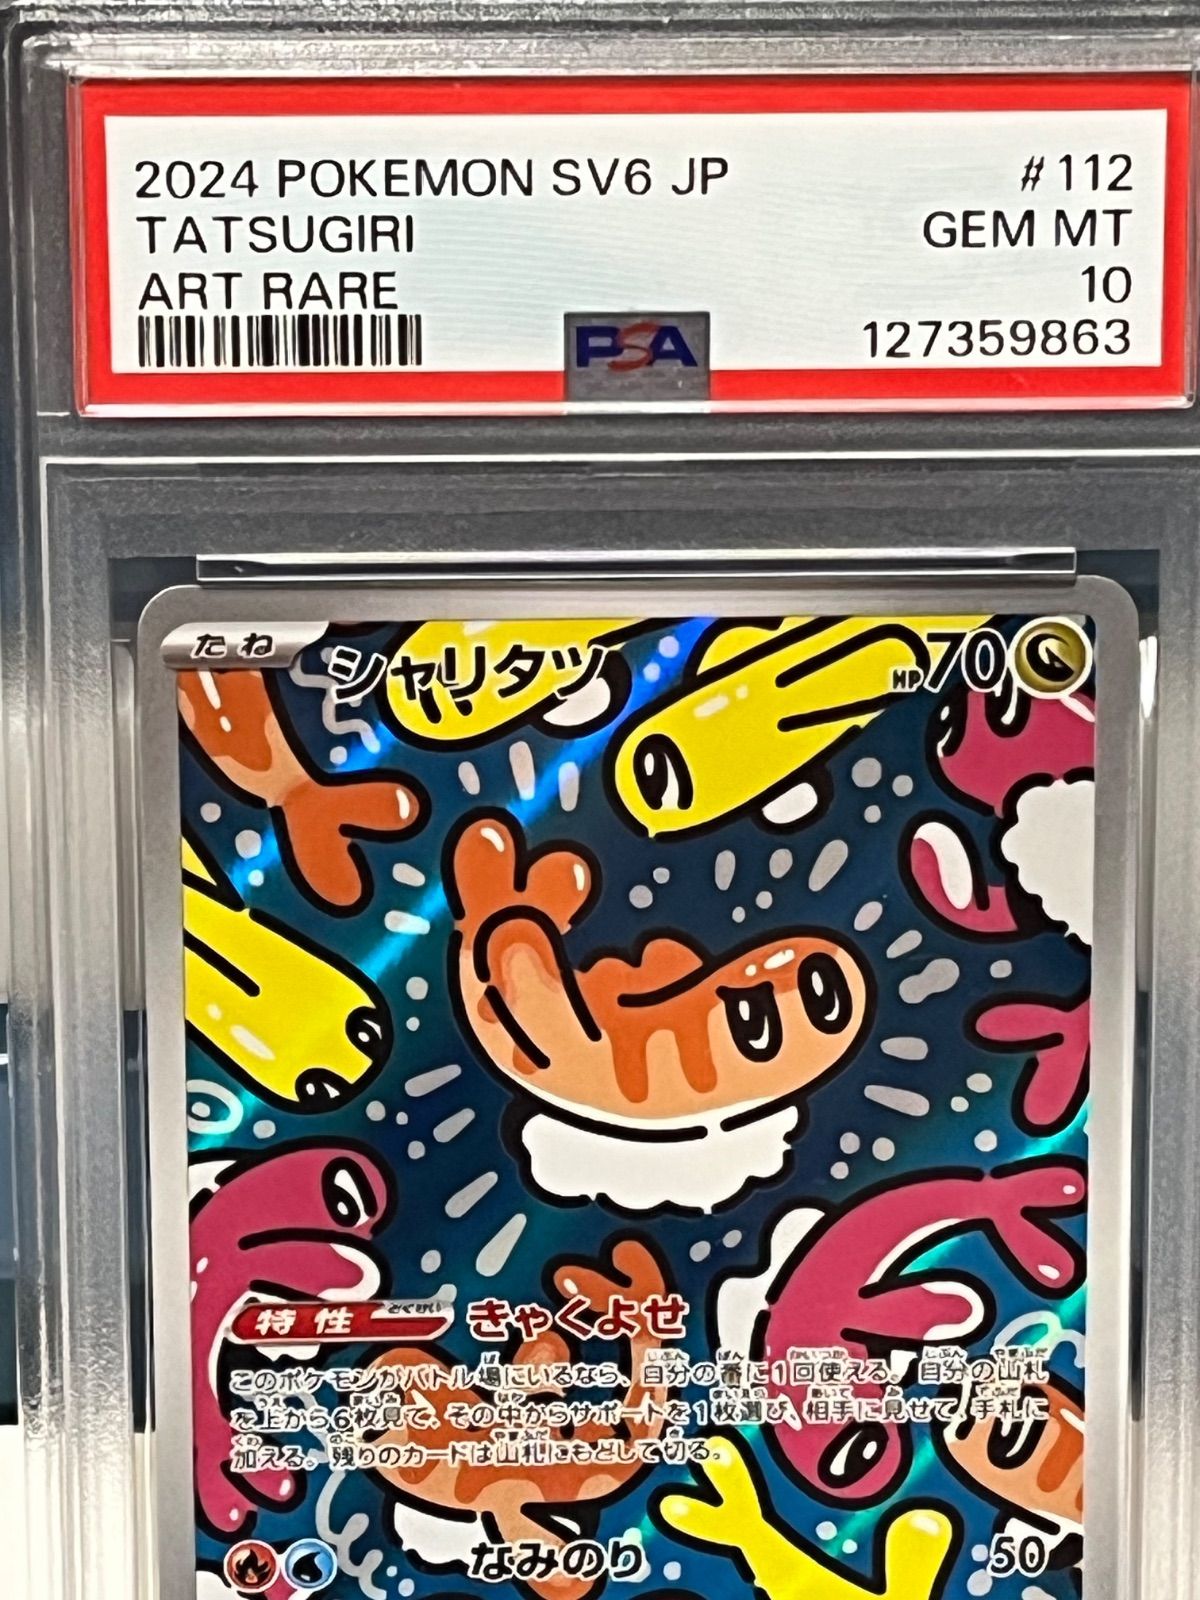 2024 POKEMON SV6 JP #112
TATSUGIRI GEM MT
ART RARE 10
PSA 127359863
たね シャリタツ HP70
特性 とくせい きゃくよせ
このポケモンがバトル場にいるなら、自分の番に1回使える。自分の山札
を上から6枚見て、その中からサポートを1枚選び、相手に見せて、手札に
加える。残りのカードは山札にもどして切る。
なみのり 50